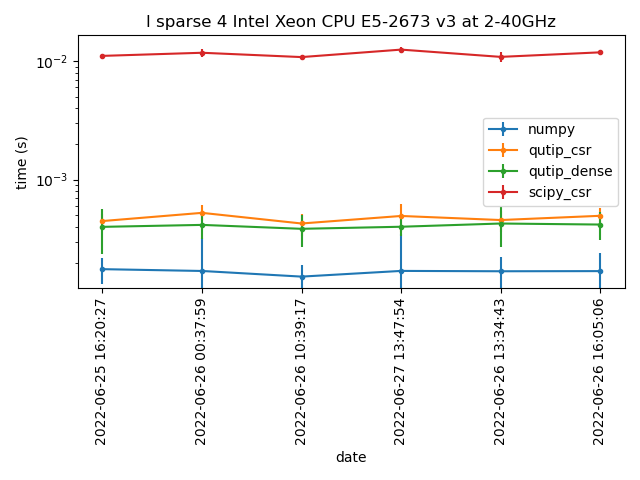 I sparse 4 Intel Xeon CPU E5-2673 v3 at 2-40GHz
time (s)
10⁻²
10⁻³
numpy
qutip_csr
qutip_dense
scipy_csr
2022-06-25 16:20:27
2022-06-26 00:37:59
2022-06-26 10:39:17
2022-06-27 13:47:54
2022-06-26 13:34:43
2022-06-26 16:05:06
date